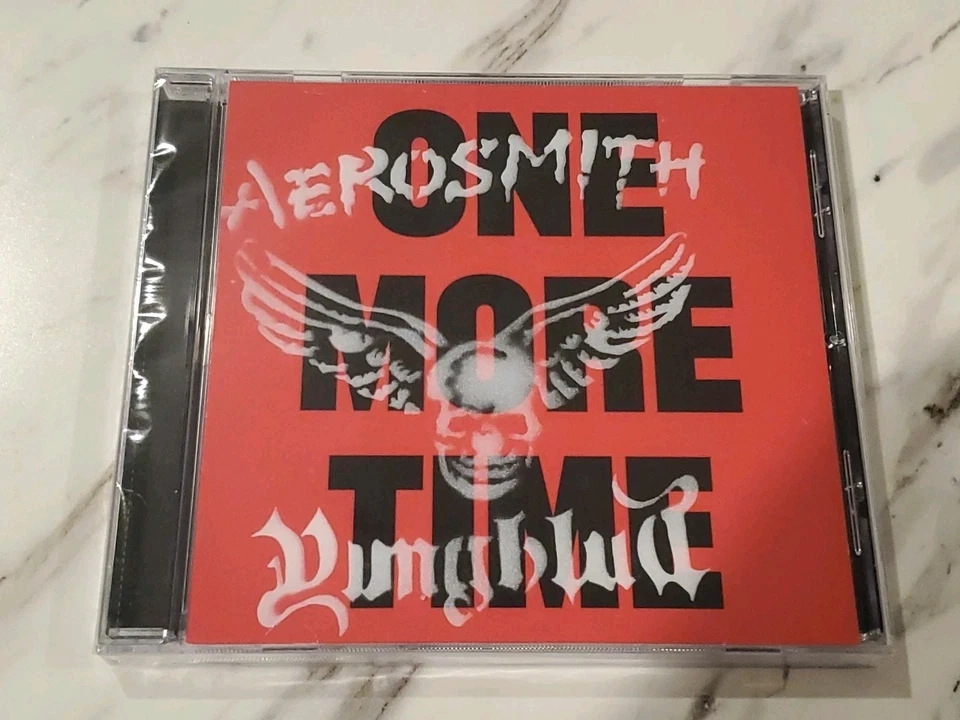 ONE
AEROSMITH
MORE
TIME
Yungblud